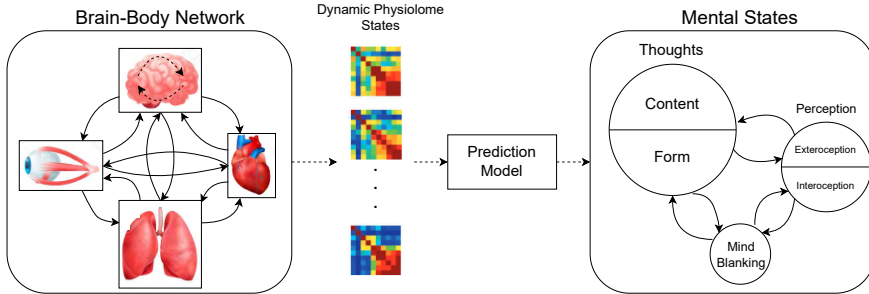 Brain-Body Network
Dynamic Physiolome
States
Mental States
Thoughts
Content
Form
Perception
Exteroception
Interoception
Mind
Blanking
Prediction
Model